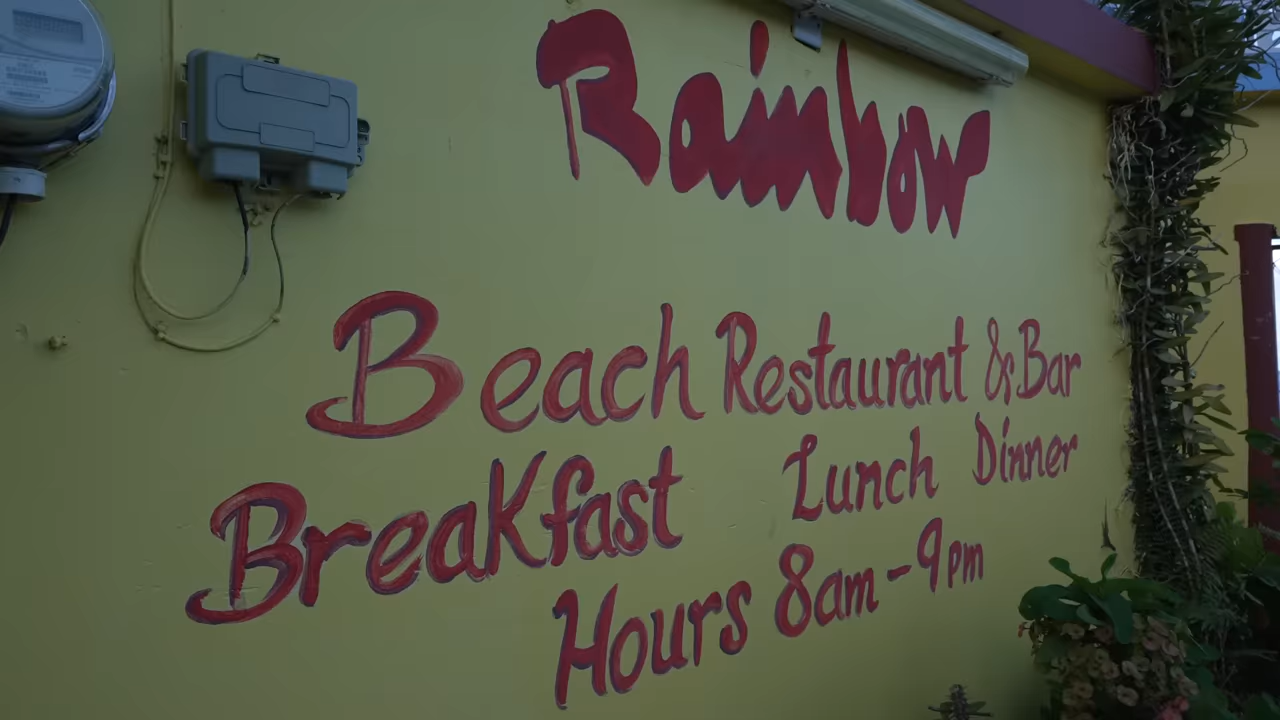 Rainbow
Beach Restaurant & Bar
Breakfast Lunch Dinner
Hours 8am-9pm